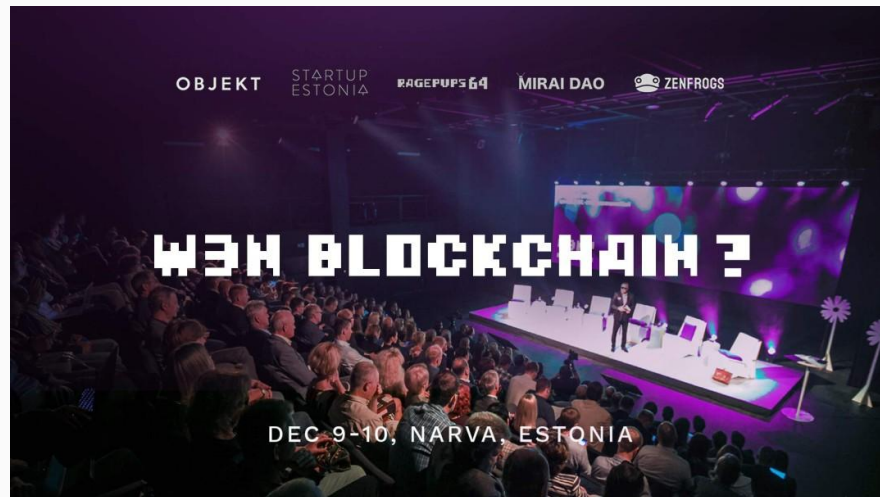 OBJEKT STARTUP ESTONIA RAGEPUPS64 MIRAI DAO ZENFROGS
W3N BLOCKCHAIN?
DEC 9-10, NARVA, ESTONIA